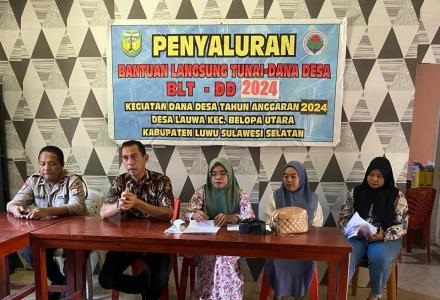 PENYALURAN
BANTUAN LANGSUNG TUNAI-DANA DESA
BLT - DD 2024
KEGIATAN DANA DESA TAHUN ANGGARAN 2024
DESA LAUWA KEC. BELOPA UTARA
KABUPATEN LUWU SULAWESI SELATAN